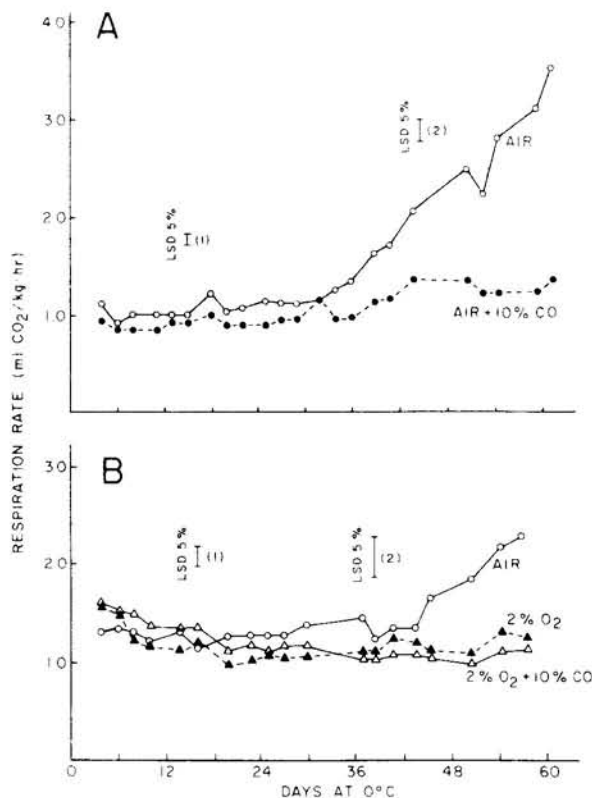 A
4.0
3.0
2.0
1.0
LSD 5%
(1)
LSD 5%
(2)
AIR
AIR + 10% CO
RESPIRATION RATE (ml CO₂/kg·hr)
B
3.0
2.0
1.0
0
LSD 5%
(1)
LSD 5%
(2)
AIR
2% O₂
2% O₂ + 10% CO
0 12 24 36 48 60
DAYS AT 0°C